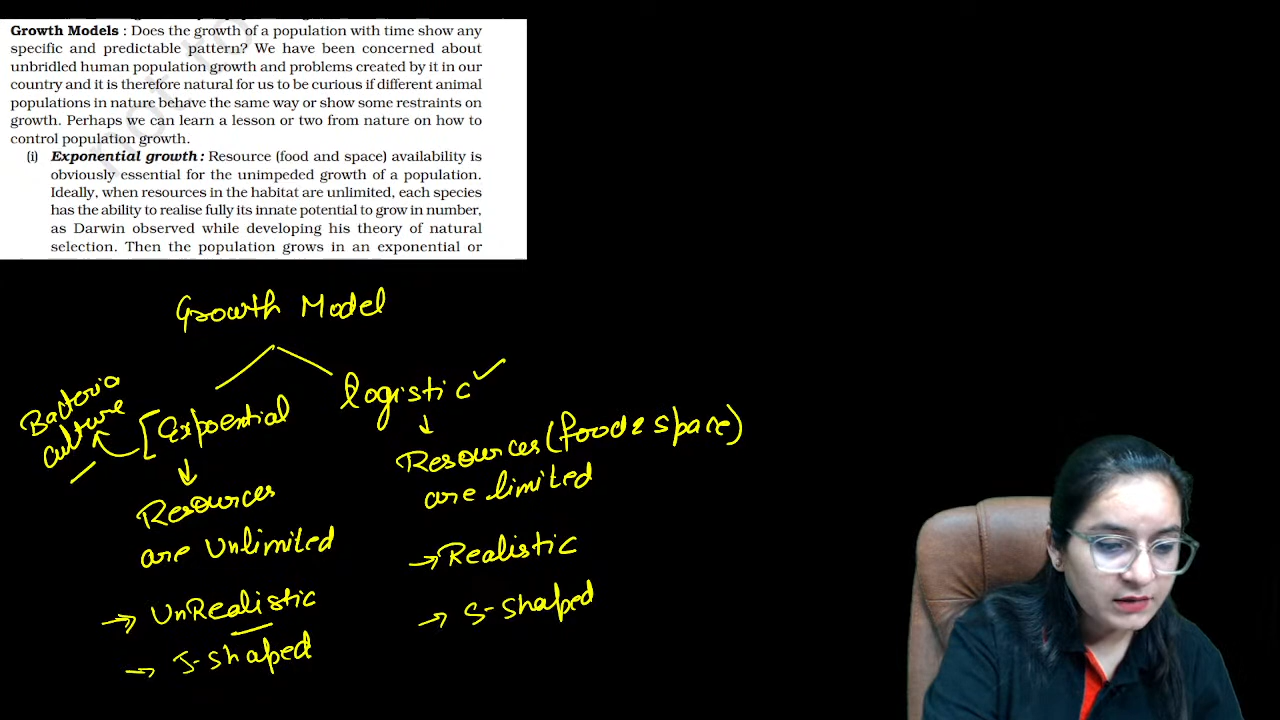 Growth Models : Does the growth of a population with time show any
specific and predictable pattern? We have been concerned about
unbridled human population growth and problems created by it in our
country and it is therefore natural for us to be curious if different animal
populations in nature behave the same way or show some restraints on
growth. Perhaps we can learn a lesson or two from nature on how to
control population growth.
(i) Exponential growth : Resource (food and space) availability is
obviously essential for the unimpeded growth of a population.
Ideally, when resources in the habitat are unlimited, each species
has the ability to realise fully its innate potential to grow in number,
as Darwin observed while developing his theory of natural
selection. Then the population grows in an exponential or
Growth Model
Bacteria
culture
Expoential
Resources
are Unlimited
→ UnRealistic
→ J-shaped
logistic
Resources (food & space)
are limited
→ Realistic
→ S-shaped